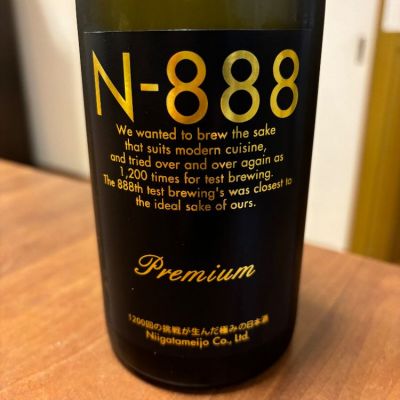 N-888
We wanted to brew the sake
that suits modern cuisine,
and tried over and over again as
1,200 times for test brewing.
The 888th test brewing's was closest to
the ideal sake of ours.
Premium
1200回の挑戦が生んだ極みの日本酒
Niigatameijo Co., Ltd.